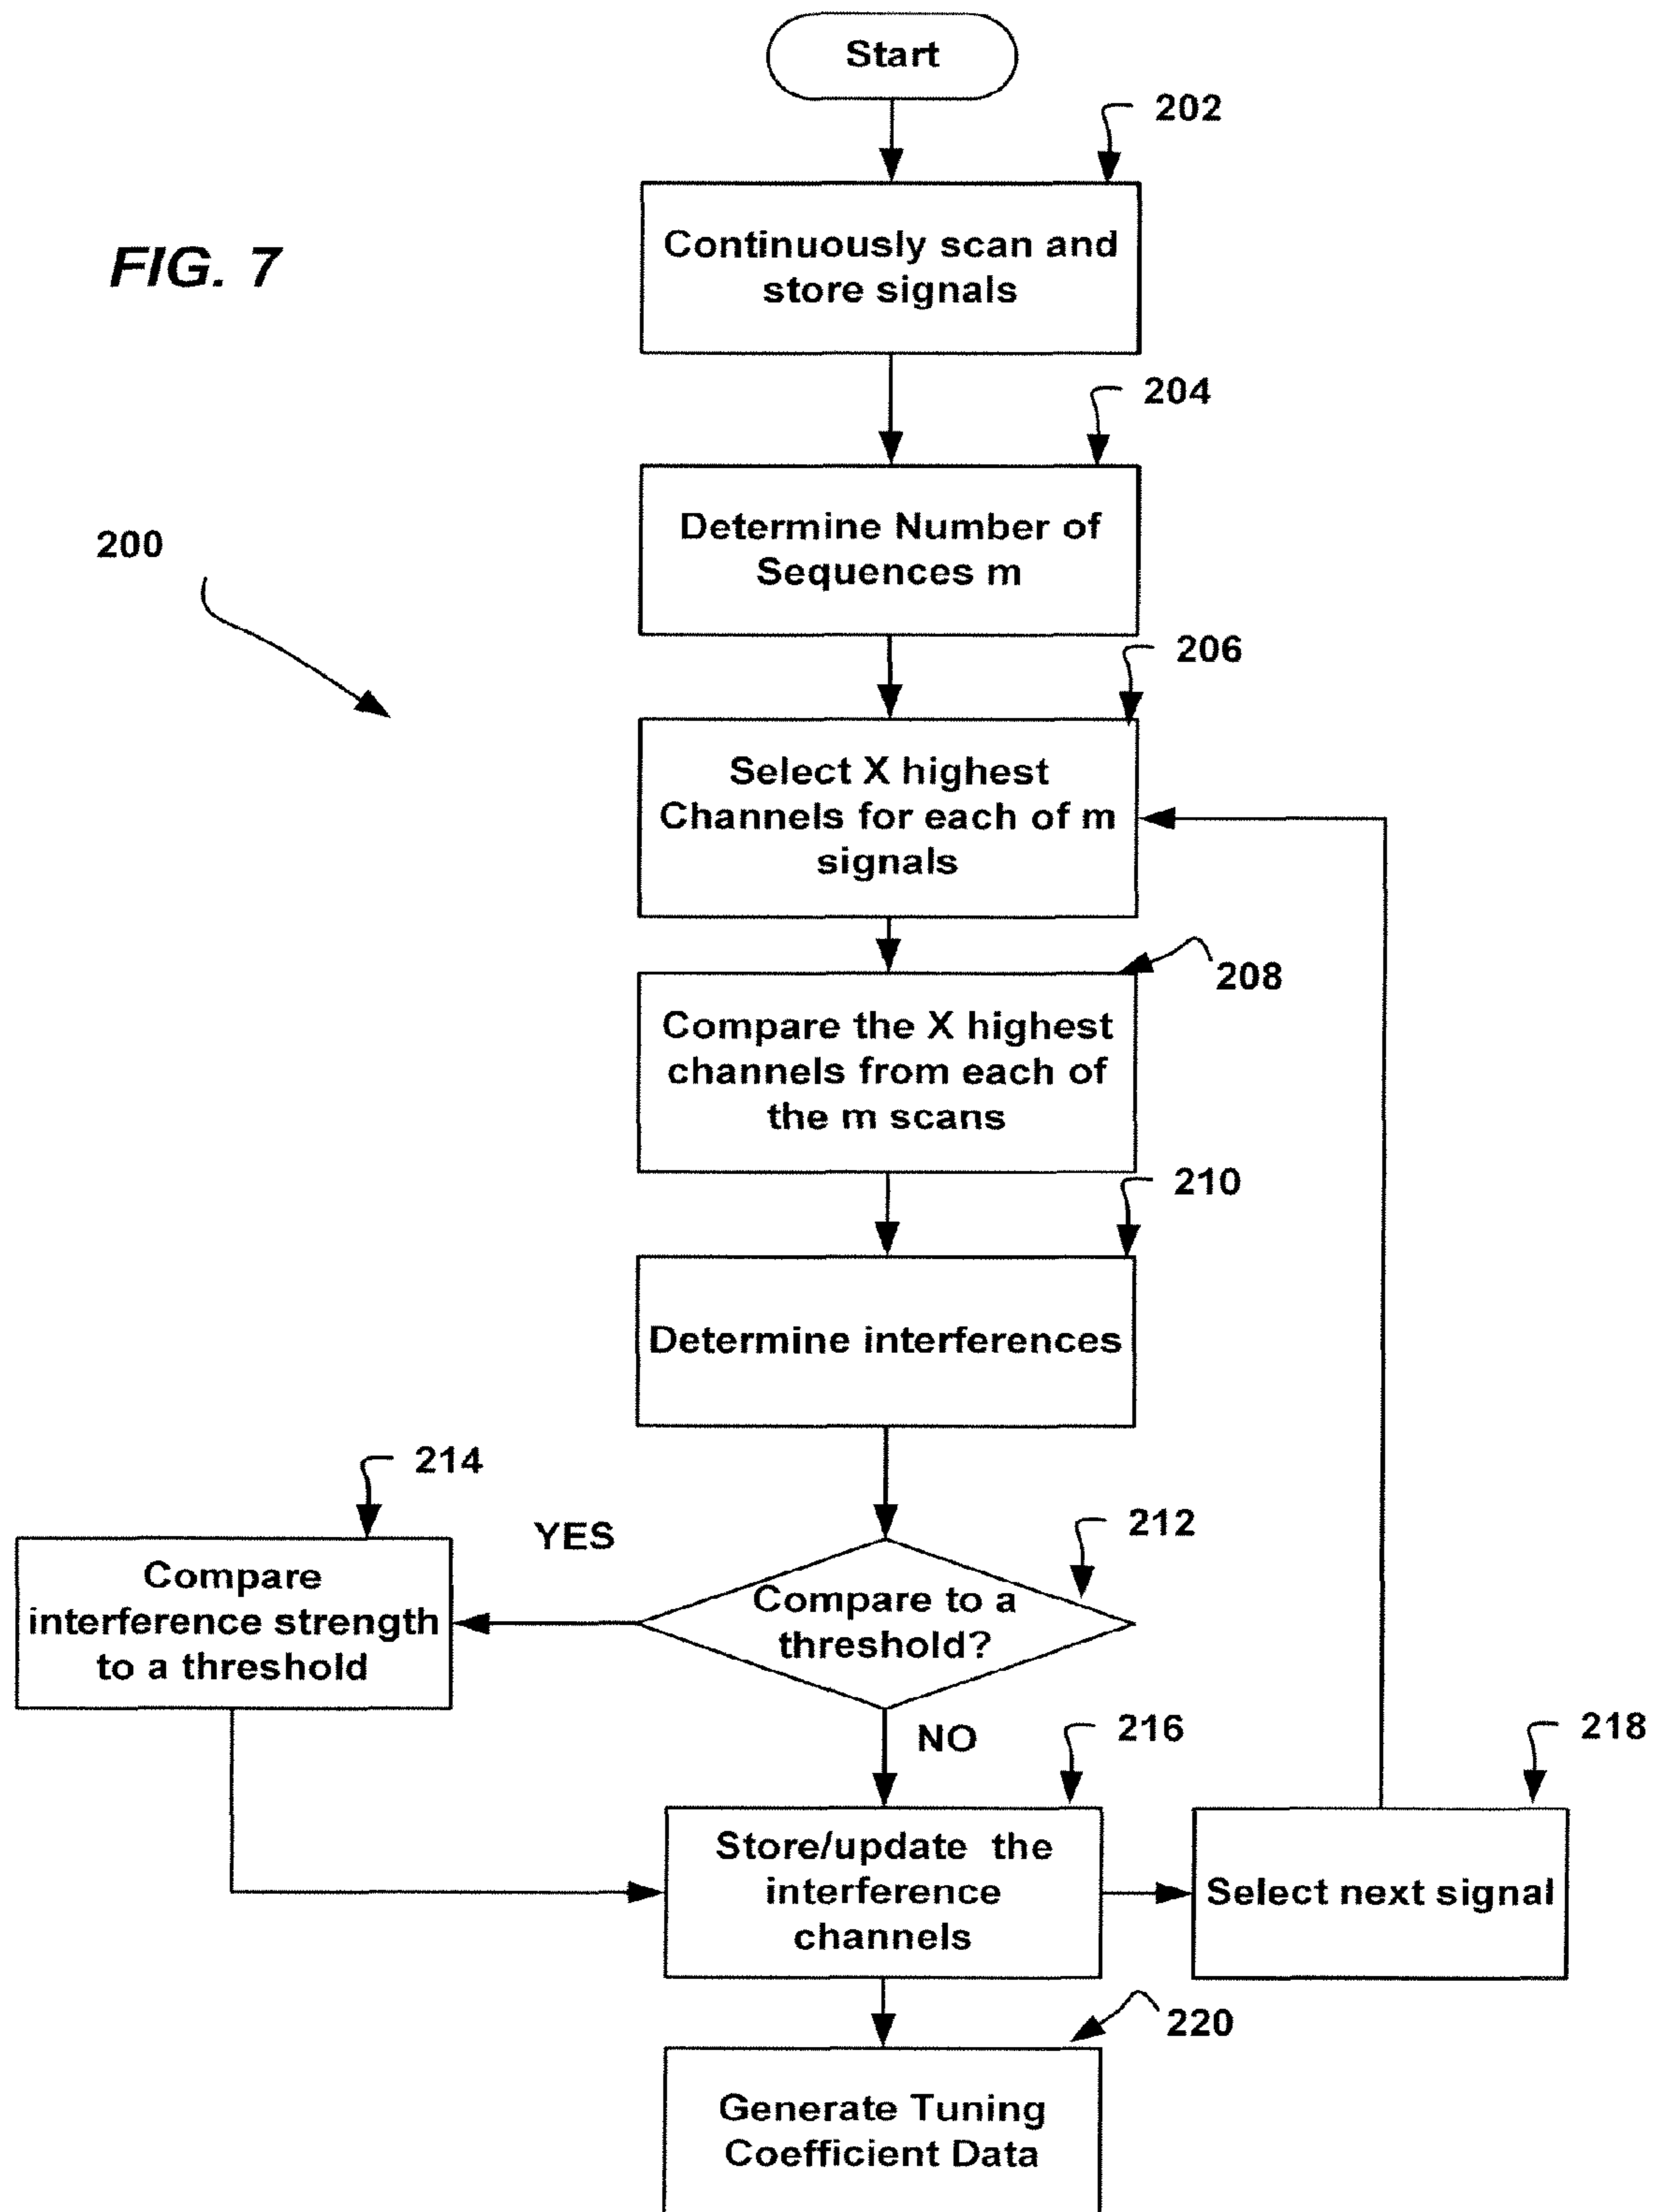 Start
202
Continuously scan and
store signals
FIG. 7
204
Determine Number of
Sequences m
200
206
Select X highest
Channels for each of m
signals
208
Compare the X highest
channels from each of
the m scans
210
Determine interferences
214
Compare
interference strength
to a threshold
YES
212
Compare to a
threshold?
NO
216
Store/update the
interference
channels
218
Select next signal
220
Generate Tuning
Coefficient Data